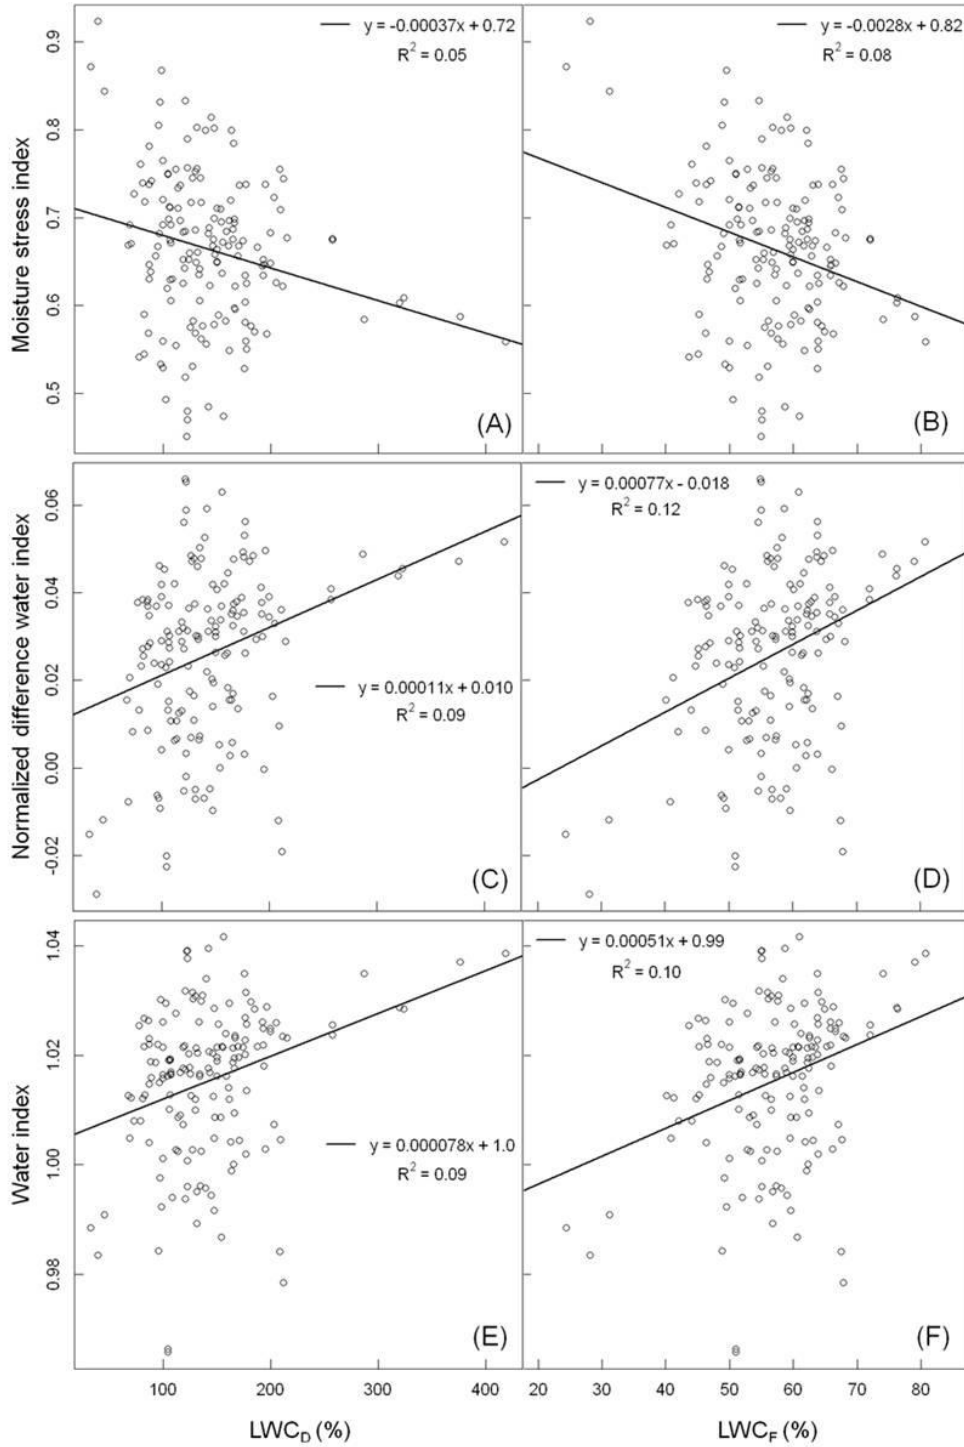 y = -0.00037x + 0.72
R² = 0.05
y = -0.0028x + 0.82
R² = 0.08
Moisture stress index
0.9
0.8
0.7
0.6
0.5
(A)
(B)
y = 0.00077x - 0.018
R² = 0.12
Normalized difference water index
0.06
0.04
0.02
0.00
-0.02
y = 0.00011x + 0.010
R² = 0.09
(C)
(D)
y = 0.00051x + 0.99
R² = 0.10
Water index
1.04
1.02
1.00
0.98
y = 0.000078x + 1.0
R² = 0.09
(E)
(F)
100 200 300 400 20 30 40 50 60 70 80
LWC_D (%) LWC_F (%)